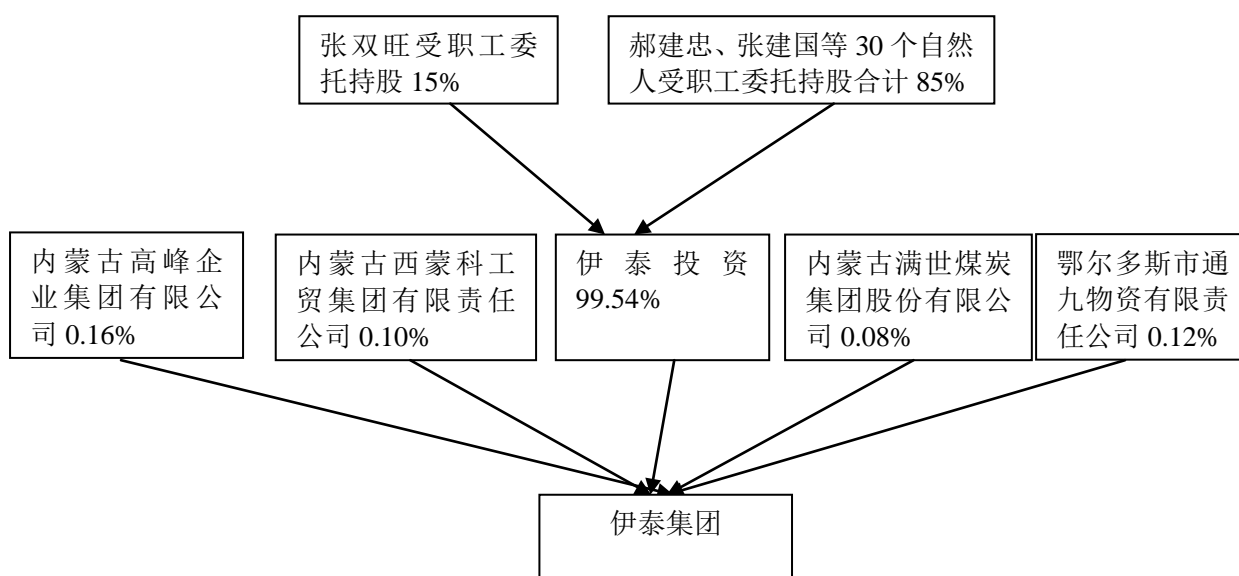 张双旺受职工委
托持股 15%
郝建忠、张建国等 30 个自然
人受职工委托持股合计 85%
内蒙古高峰企
业集团有限公
司 0.16%
内蒙古西蒙科工
贸集团有限责任
公司 0.10%
伊泰投资
99.54%
内蒙古满世煤炭
集团股份有限公
司 0.08%
鄂尔多斯市通
九物资有限责
任公司 0.12%
伊泰集团